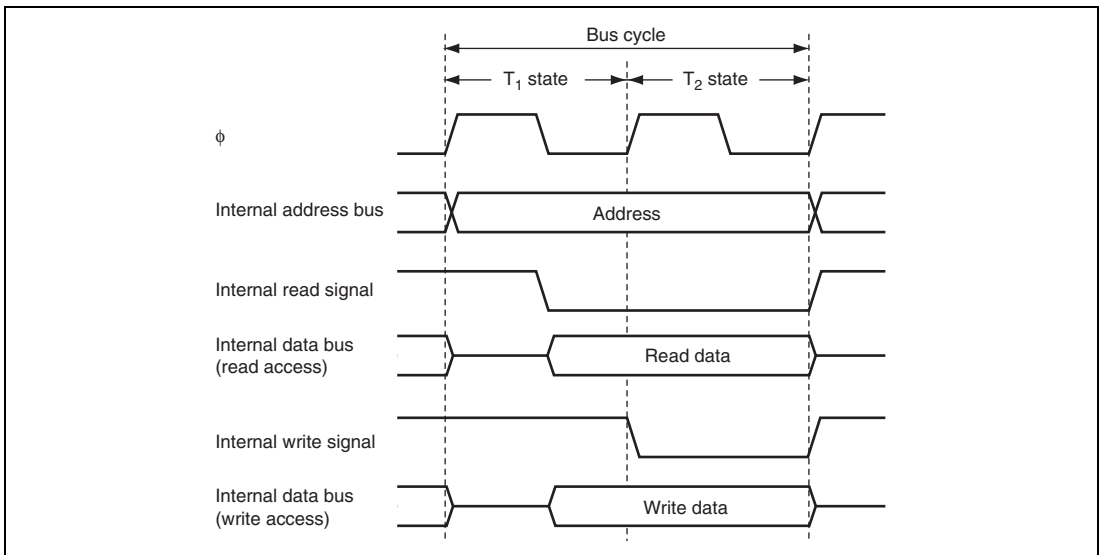 Bus cycle
T₁ state
T₂ state
ϕ
Internal address bus
Address
Internal read signal
Internal data bus
(read access)
Read data
Internal write signal
Internal data bus
(write access)
Write data